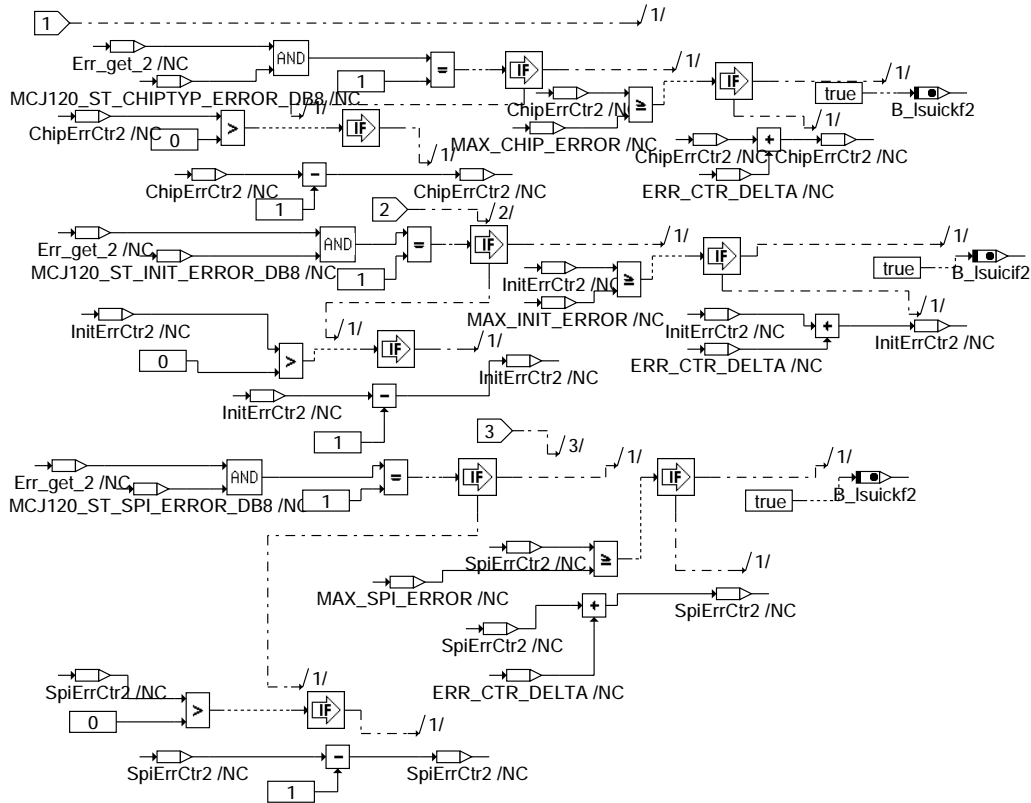 1
1/
Err_get_2 /NC
AND
MCJ120_ST_CHIPTYP_ERROR_DB8 /NC
1
=
IF
1/
ChipErrCtr2 /NC
MAX_CHIP_ERROR /NC
≥
IF
1/
true
B_lsuickf2
1/
ChipErrCtr2 /NC
0
>
1/
IF
1/
ChipErrCtr2 /NC
ERR_CTR_DELTA /NC
+
ChipErrCtr2 /NC
ChipErrCtr2 /NC
1
-
ChipErrCtr2 /NC
2
2/
Err_get_2 /NC
MCJ120_ST_INIT_ERROR_DB8 /NC
AND
1
=
IF
1/
InitErrCtr2 /NC
MAX_INIT_ERROR /NC
≥
IF
1/
true
B_lsuicif2
1/
InitErrCtr2 /NC
ERR_CTR_DELTA /NC
+
InitErrCtr2 /NC
InitErrCtr2 /NC
0
>
1/
IF
1/
InitErrCtr2 /NC
1
-
InitErrCtr2 /NC
3
3/
Err_get_2 /NC
MCJ120_ST_SPI_ERROR_DB8 /NC
AND
1
=
IF
1/
IF
1/
true
B_lsuickf2
SpiErrCtr2 /NC
MAX_SPI_ERROR /NC
≥
1/
SpiErrCtr2 /NC
ERR_CTR_DELTA /NC
+
SpiErrCtr2 /NC
SpiErrCtr2 /NC
0
>
1/
IF
1/
SpiErrCtr2 /NC
1
-
SpiErrCtr2 /NC